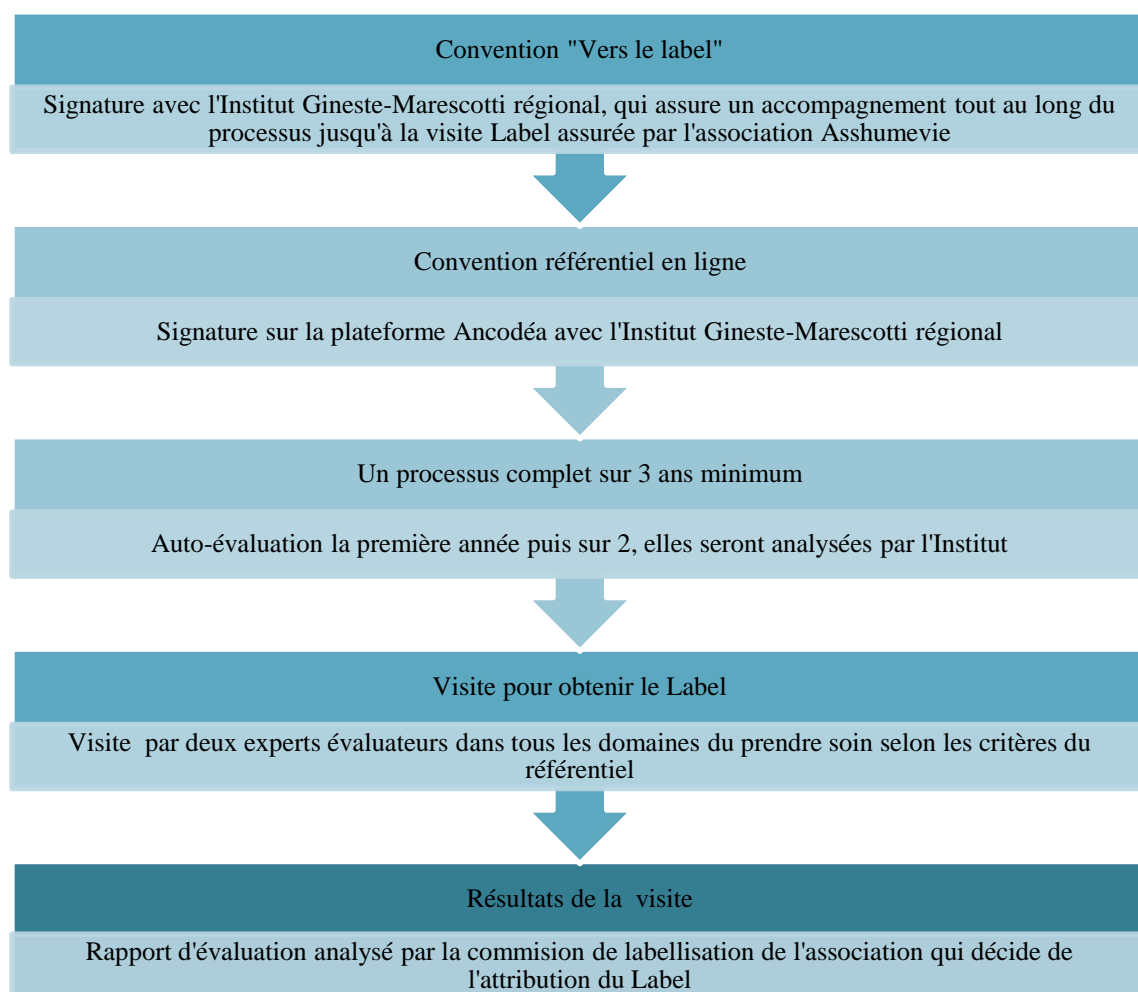 Convention "Vers le label"
Signature avec l'Institut Gineste-Marescotti régional, qui assure un accompagnement tout au long du
processus jusqu'à la visite Label assurée par l'association Asshumevie
Convention référentiel en ligne
Signature sur la plateforme Ancodéa avec l'Institut Gineste-Marescotti régional
Un processus complet sur 3 ans minimum
Auto-évaluation la première année puis sur 2, elles seront analysées par l'Institut
Visite pour obtenir le Label
Visite  par deux experts évaluateurs dans tous les domaines du prendre soin selon les critères du
référentiel
Résultats de la  visite
Rapport d'évaluation analysé par la commision de labellisation de l'association qui décide de
l'attribution du Label